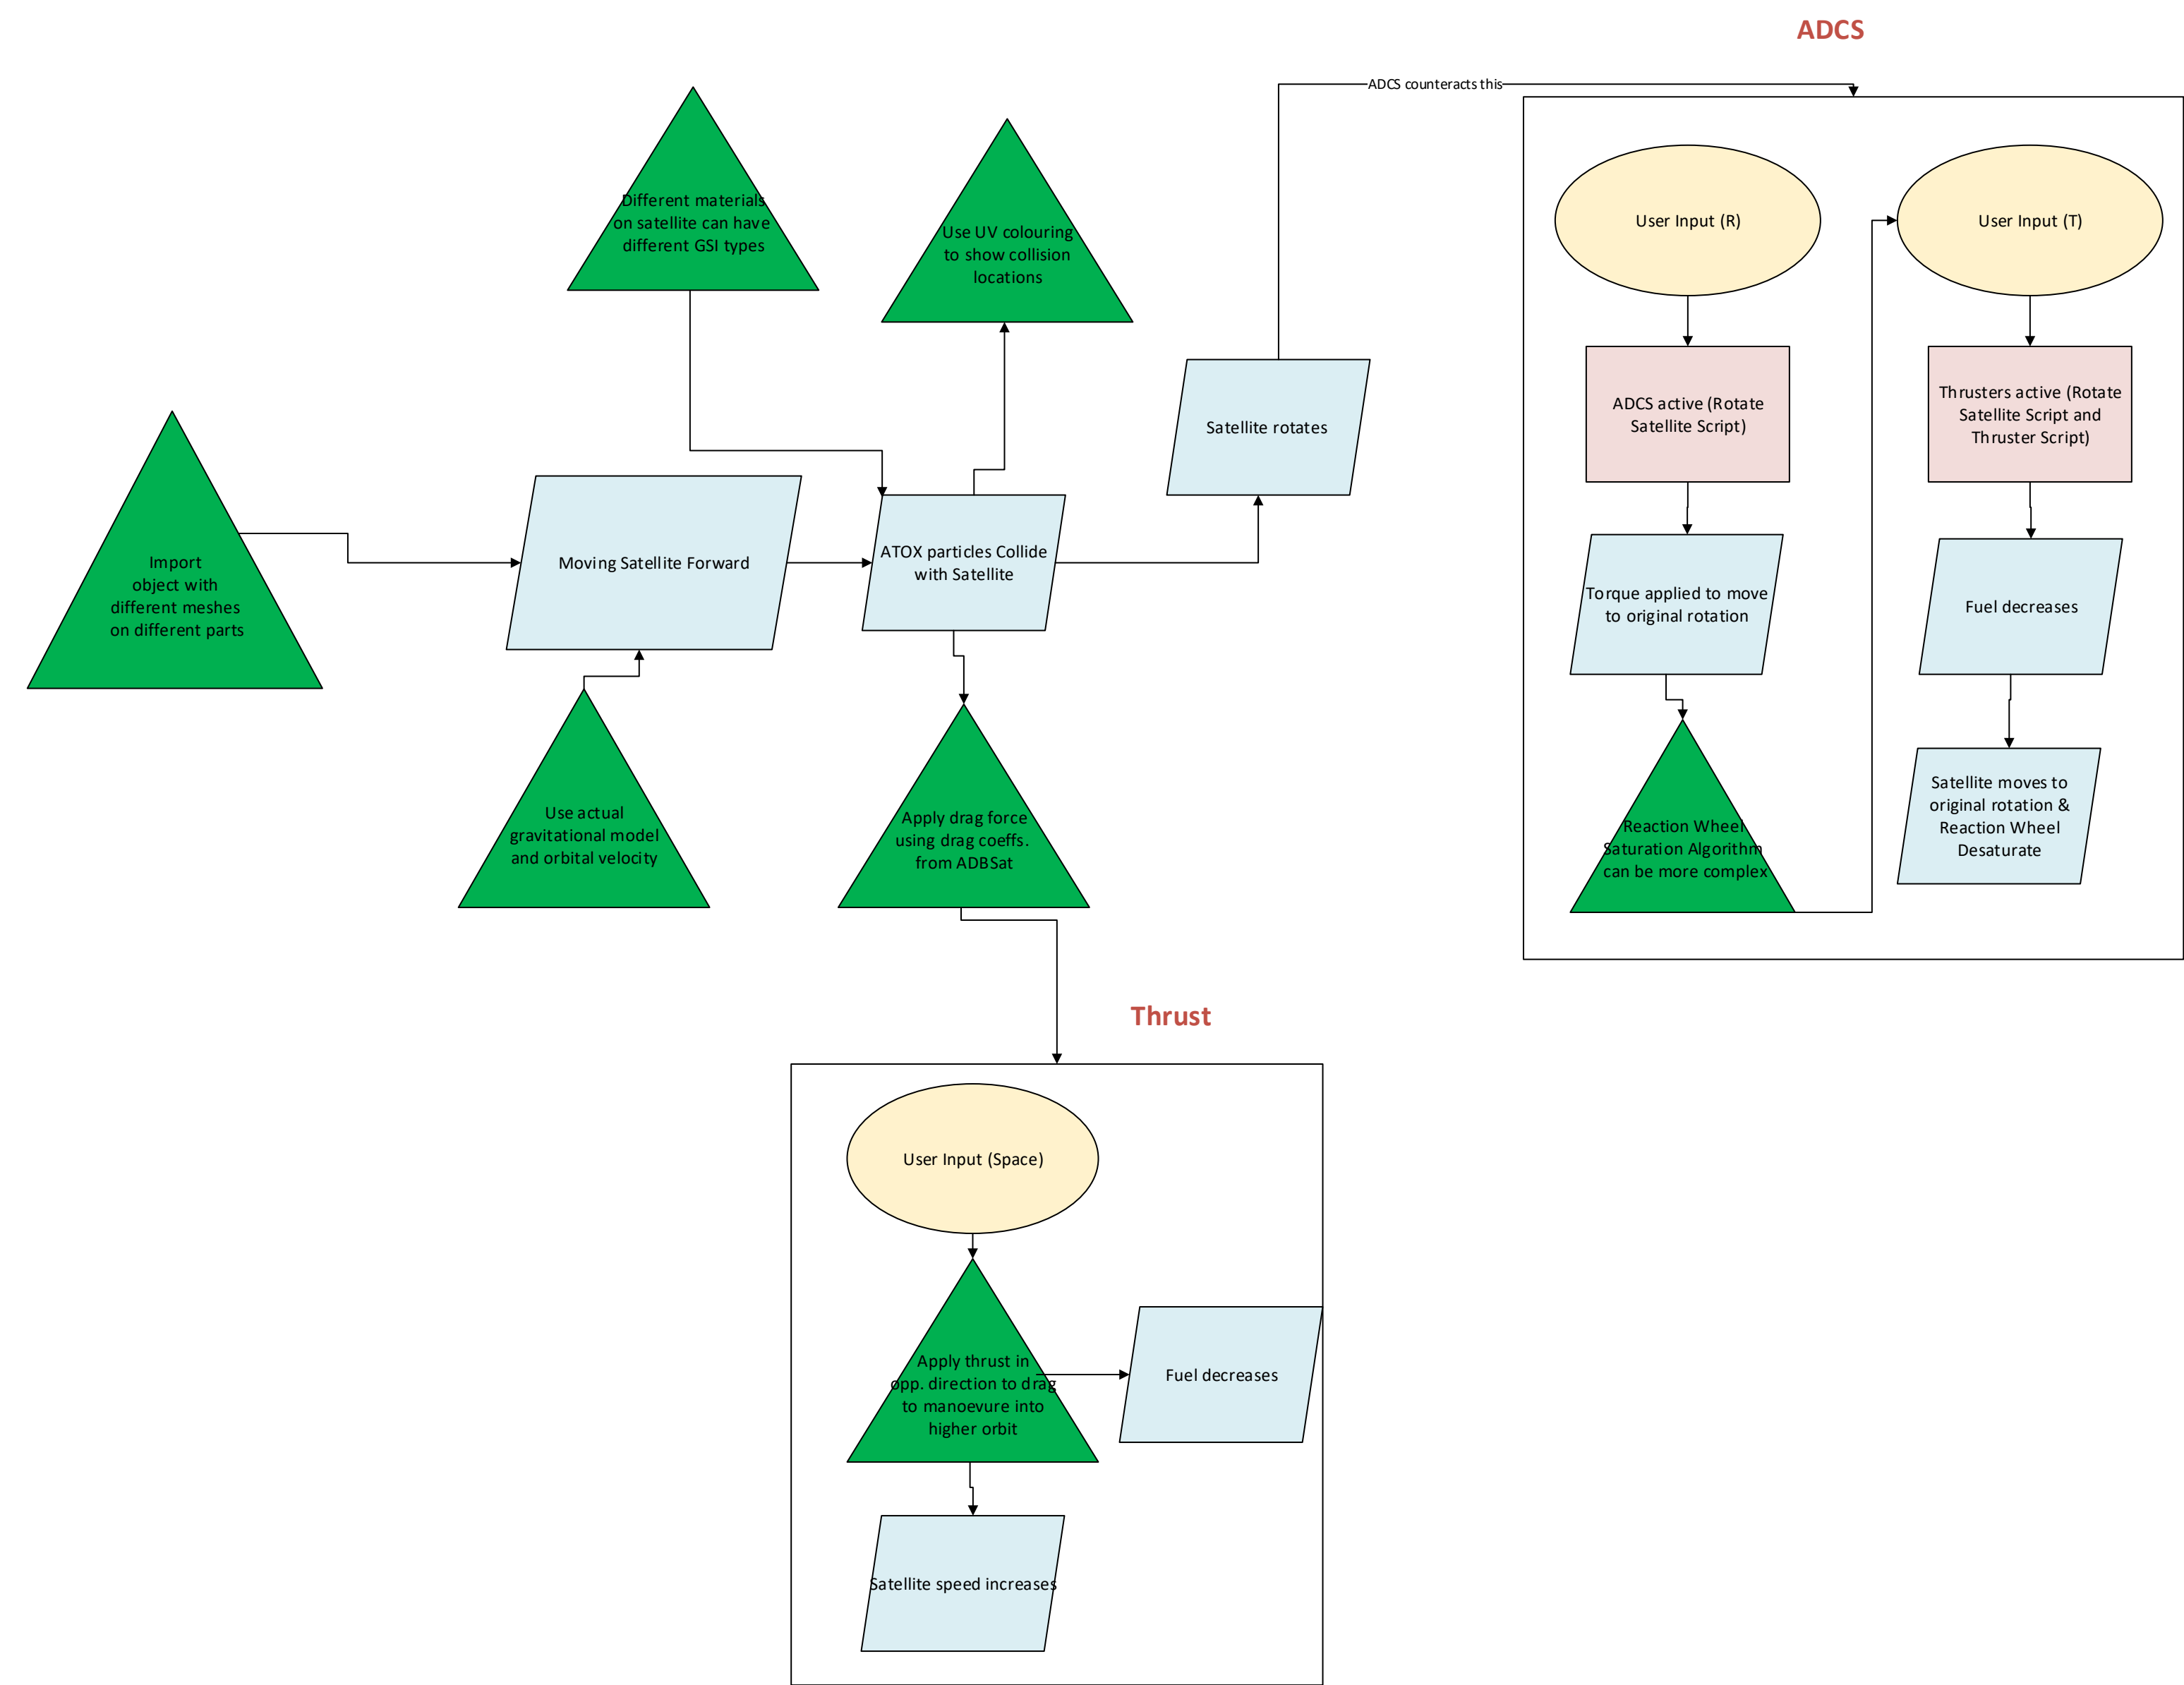 ADCS
ADCS counteracts this
Different materials
on satellite can have
different GSI types
Use UV colouring
to show collision
locations
User Input (R)
User Input (T)
Satellite rotates
ADCS active (Rotate
Satellite Script)
Thrusters active (Rotate
Satellite Script and
Thruster Script)
Import
object with
different meshes
on different parts
Moving Satellite Forward
ATOX particles Collide
with Satellite
Torque applied to move
to original rotation
Fuel decreases
Use actual
gravitational model
and orbital velocity
Apply drag force
using drag coeffs.
from ADBSat
Reaction Wheel
Saturation Algorithm
can be more complex
Satellite moves to
original rotation &
Reaction Wheel
Desaturate
Thrust
User Input (Space)
Apply thrust in
opp. direction to drag
to manoevure into
higher orbit
Fuel decreases
Satellite speed increases